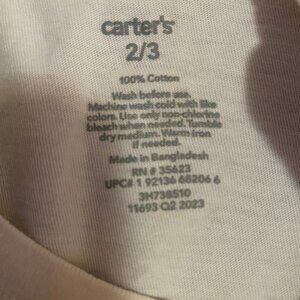 carter's
2/3
100% Cotton
Wash before use.
Machine wash cold with like
colors. Use only non-chlorine
bleach when needed. Tumble
dry medium. Warm iron
if needed.
Made in Bangladesh
RN # 35623
UPC# 1 92136 68206 6
3H738510
11693 Q2 2023